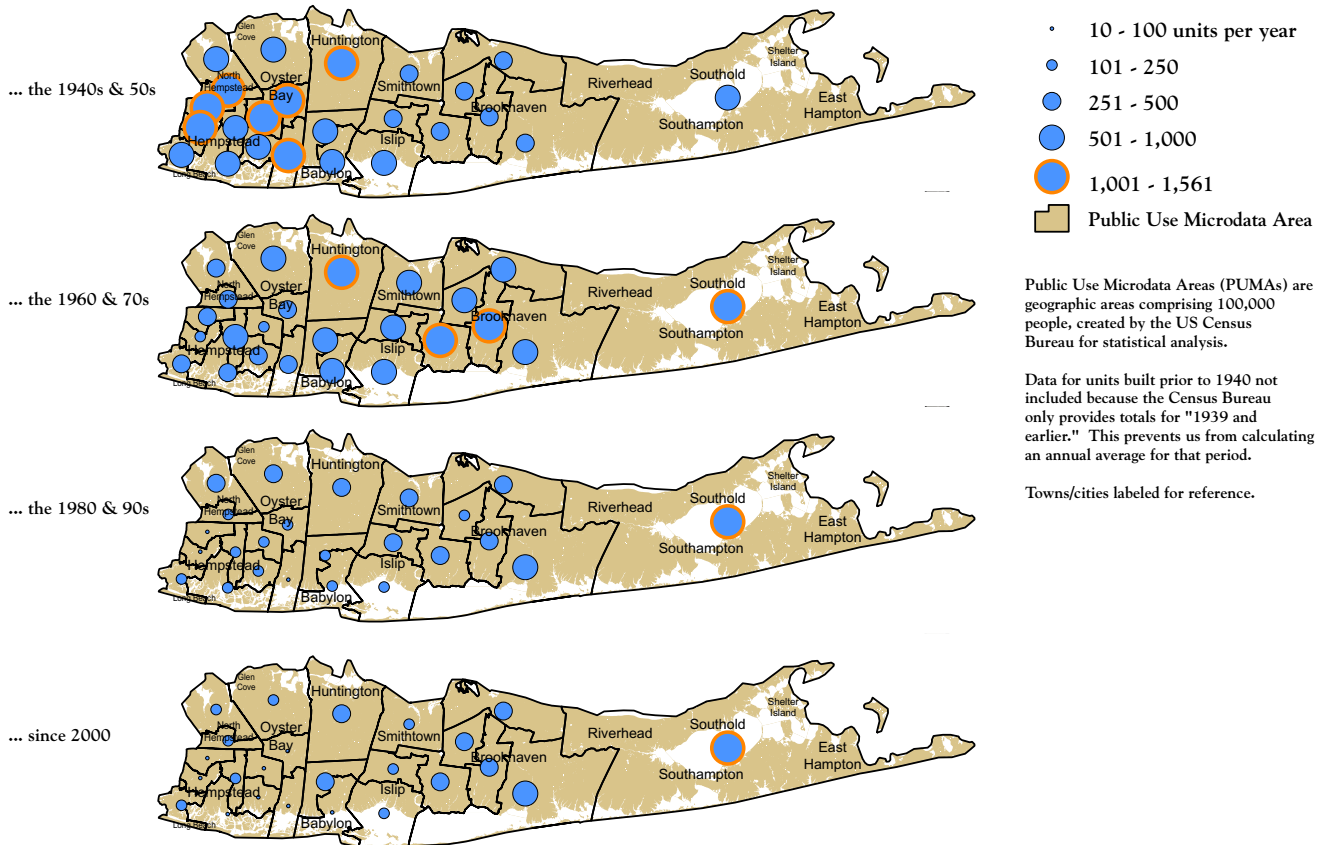 ... the 1940s & 50s
Glen
Cove
Huntington
North
Hempstead
Oyster
Bay
Smithtown
Brookhaven
Hempstead
Islip
Long Beach
Babylon
Riverhead
Southold
Shelter
Island
Southampton
East
Hampton
... the 1960 & 70s
Glen
Cove
Huntington
North
Hempstead
Oyster
Bay
Smithtown
Brookhaven
Hempstead
Islip
Long Beach
Babylon
Riverhead
Southold
Shelter
Island
Southampton
East
Hampton
... the 1980 & 90s
Glen
Cove
Huntington
North
Hempstead
Oyster
Bay
Smithtown
Brookhaven
Hempstead
Islip
Long Beach
Babylon
Riverhead
Southold
Shelter
Island
Southampton
East
Hampton
... since 2000
Glen
Cove
Huntington
North
Hempstead
Oyster
Bay
Smithtown
Brookhaven
Hempstead
Islip
Long Beach
Babylon
Riverhead
Southold
Shelter
Island
Southampton
East
Hampton
10 - 100 units per year
101 - 250
251 - 500
501 - 1,000
1,001 - 1,561
Public Use Microdata Area
Public Use Microdata Areas (PUMAs) are
geographic areas comprising 100,000
people, created by the US Census
Bureau for statistical analysis.
Data for units built prior to 1940 not
included because the Census Bureau
only provides totals for "1939 and
earlier." This prevents us from calculating
an annual average for that period.
Towns/cities labeled for reference.